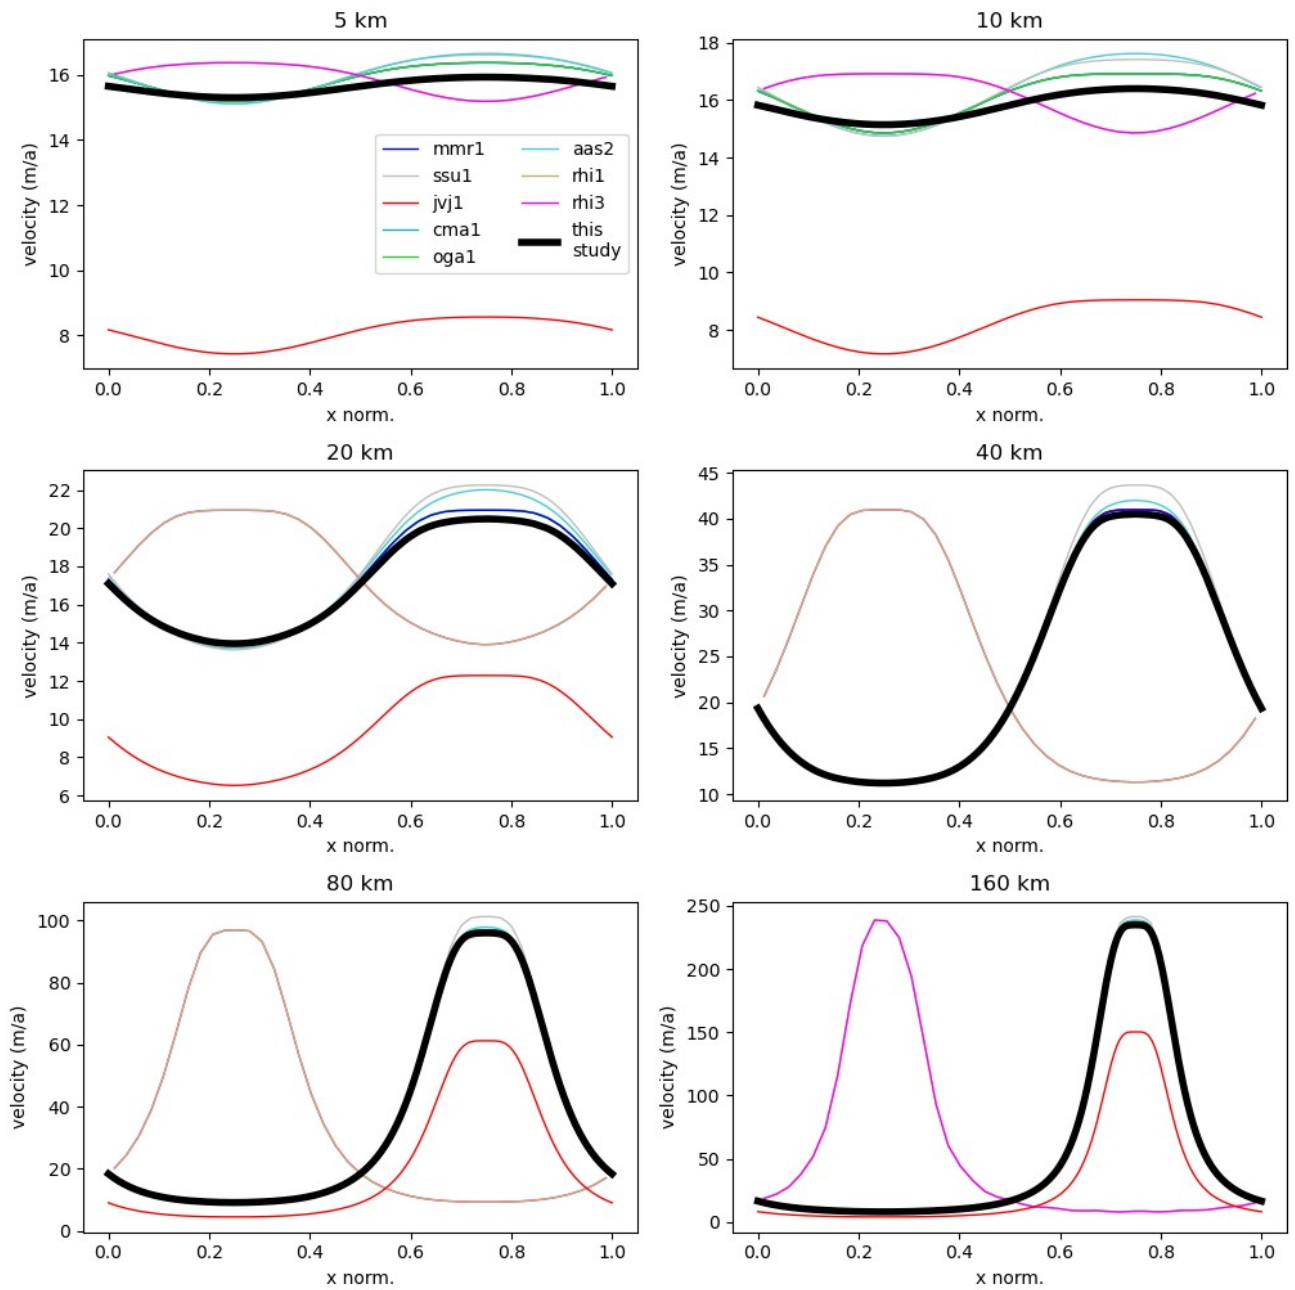 5 km
16
14
12
10
8
velocity (m/a)
0.0 0.2 0.4 0.6 0.8 1.0
x norm.
mmr1
ssu1
jvj1
cma1
oga1
aas2
rhi1
rhi3
this
study
10 km
18
16
14
12
10
8
velocity (m/a)
0.0 0.2 0.4 0.6 0.8 1.0
x norm.
20 km
22
20
18
16
14
12
10
8
6
velocity (m/a)
0.0 0.2 0.4 0.6 0.8 1.0
x norm.
40 km
45
40
35
30
25
20
15
10
velocity (m/a)
0.0 0.2 0.4 0.6 0.8 1.0
x norm.
80 km
100
80
60
40
20
0
velocity (m/a)
0.0 0.2 0.4 0.6 0.8 1.0
x norm.
160 km
250
200
150
100
50
0
velocity (m/a)
0.0 0.2 0.4 0.6 0.8 1.0
x norm.